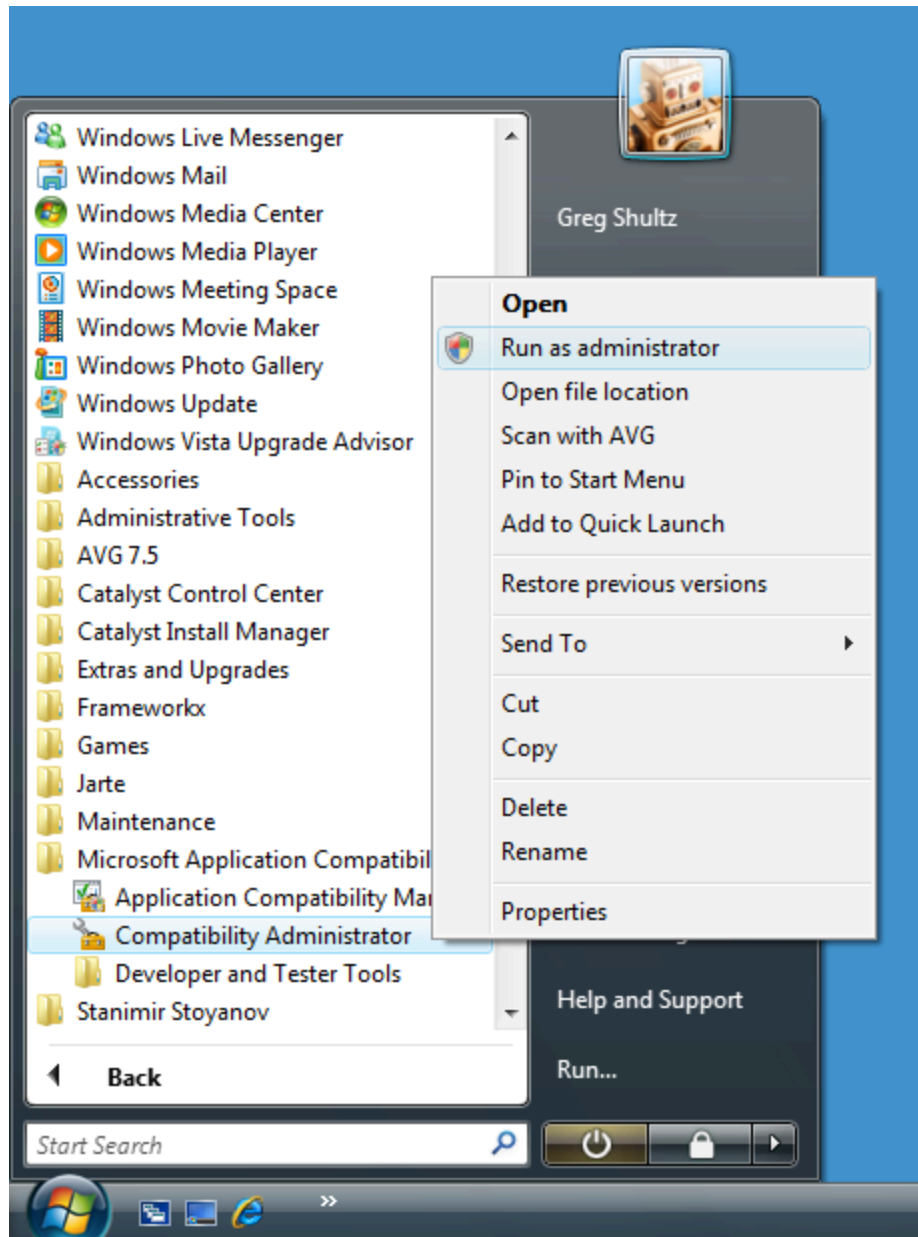 Windows Live Messenger
Windows Mail
Windows Media Center
Windows Media Player
Windows Meeting Space
Windows Movie Maker
Windows Photo Gallery
Windows Update
Windows Vista Upgrade Advisor
Accessories
Administrative Tools
AVG 7.5
Catalyst Control Center
Catalyst Install Manager
Extras and Upgrades
Frameworkx
Games
Jarte
Maintenance
Microsoft Application Compatibil
Application Compatibility Ma
Compatibility Administrator
Developer and Tester Tools
Stanimir Stoyanov
Back
Start Search
Greg Shultz
Open
Run as administrator
Open file location
Scan with AVG
Pin to Start Menu
Add to Quick Launch
Restore previous versions
Send To
Cut
Copy
Delete
Rename
Properties
Help and Support
Run...